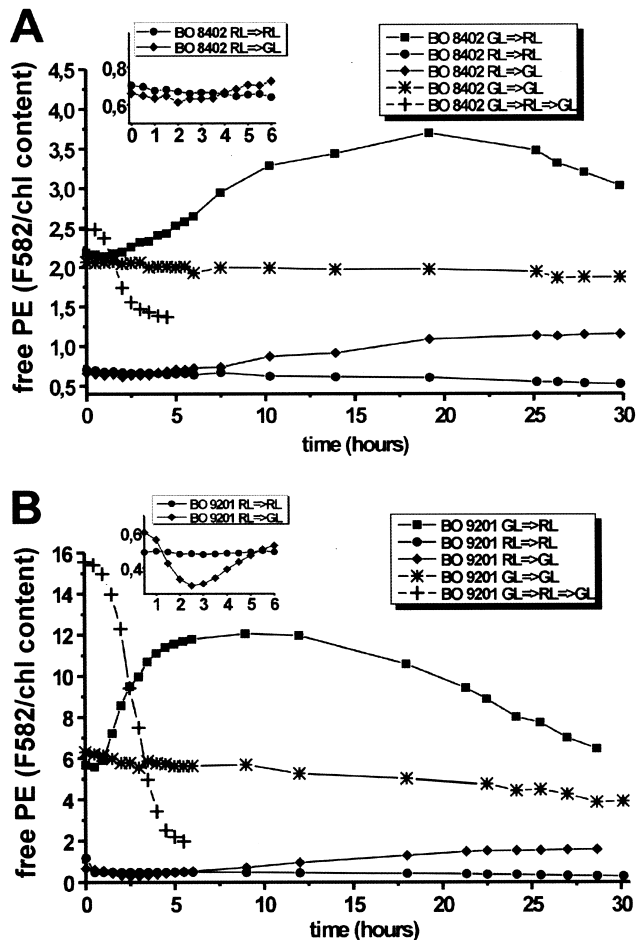 A
BO 8402 RL=>RL
BO 8402 RL=>GL
0,8
0,6
0 1 2 3 4 5 6
BO 8402 GL=>RL
BO 8402 RL=>RL
BO 8402 RL=>GL
BO 8402 GL=>GL
BO 8402 GL=>RL=>GL
free PE (F582/chl content)
4,5
4,0
3,5
3,0
2,5
2,0
1,5
1,0
0,5
0 5 10 15 20 25 30
time (hours)
B
BO 9201 RL=>RL
BO 9201 RL=>GL
0,6
0,4
1 2 3 4 5 6
BO 9201 GL=>RL
BO 9201 RL=>RL
BO 9201 RL=>GL
BO 9201 GL=>GL
BO 9201 GL=>RL=>GL
free PE (F582/chl content)
16
14
12
10
8
6
4
2
0
0 5 10 15 20 25 30
time (hours)